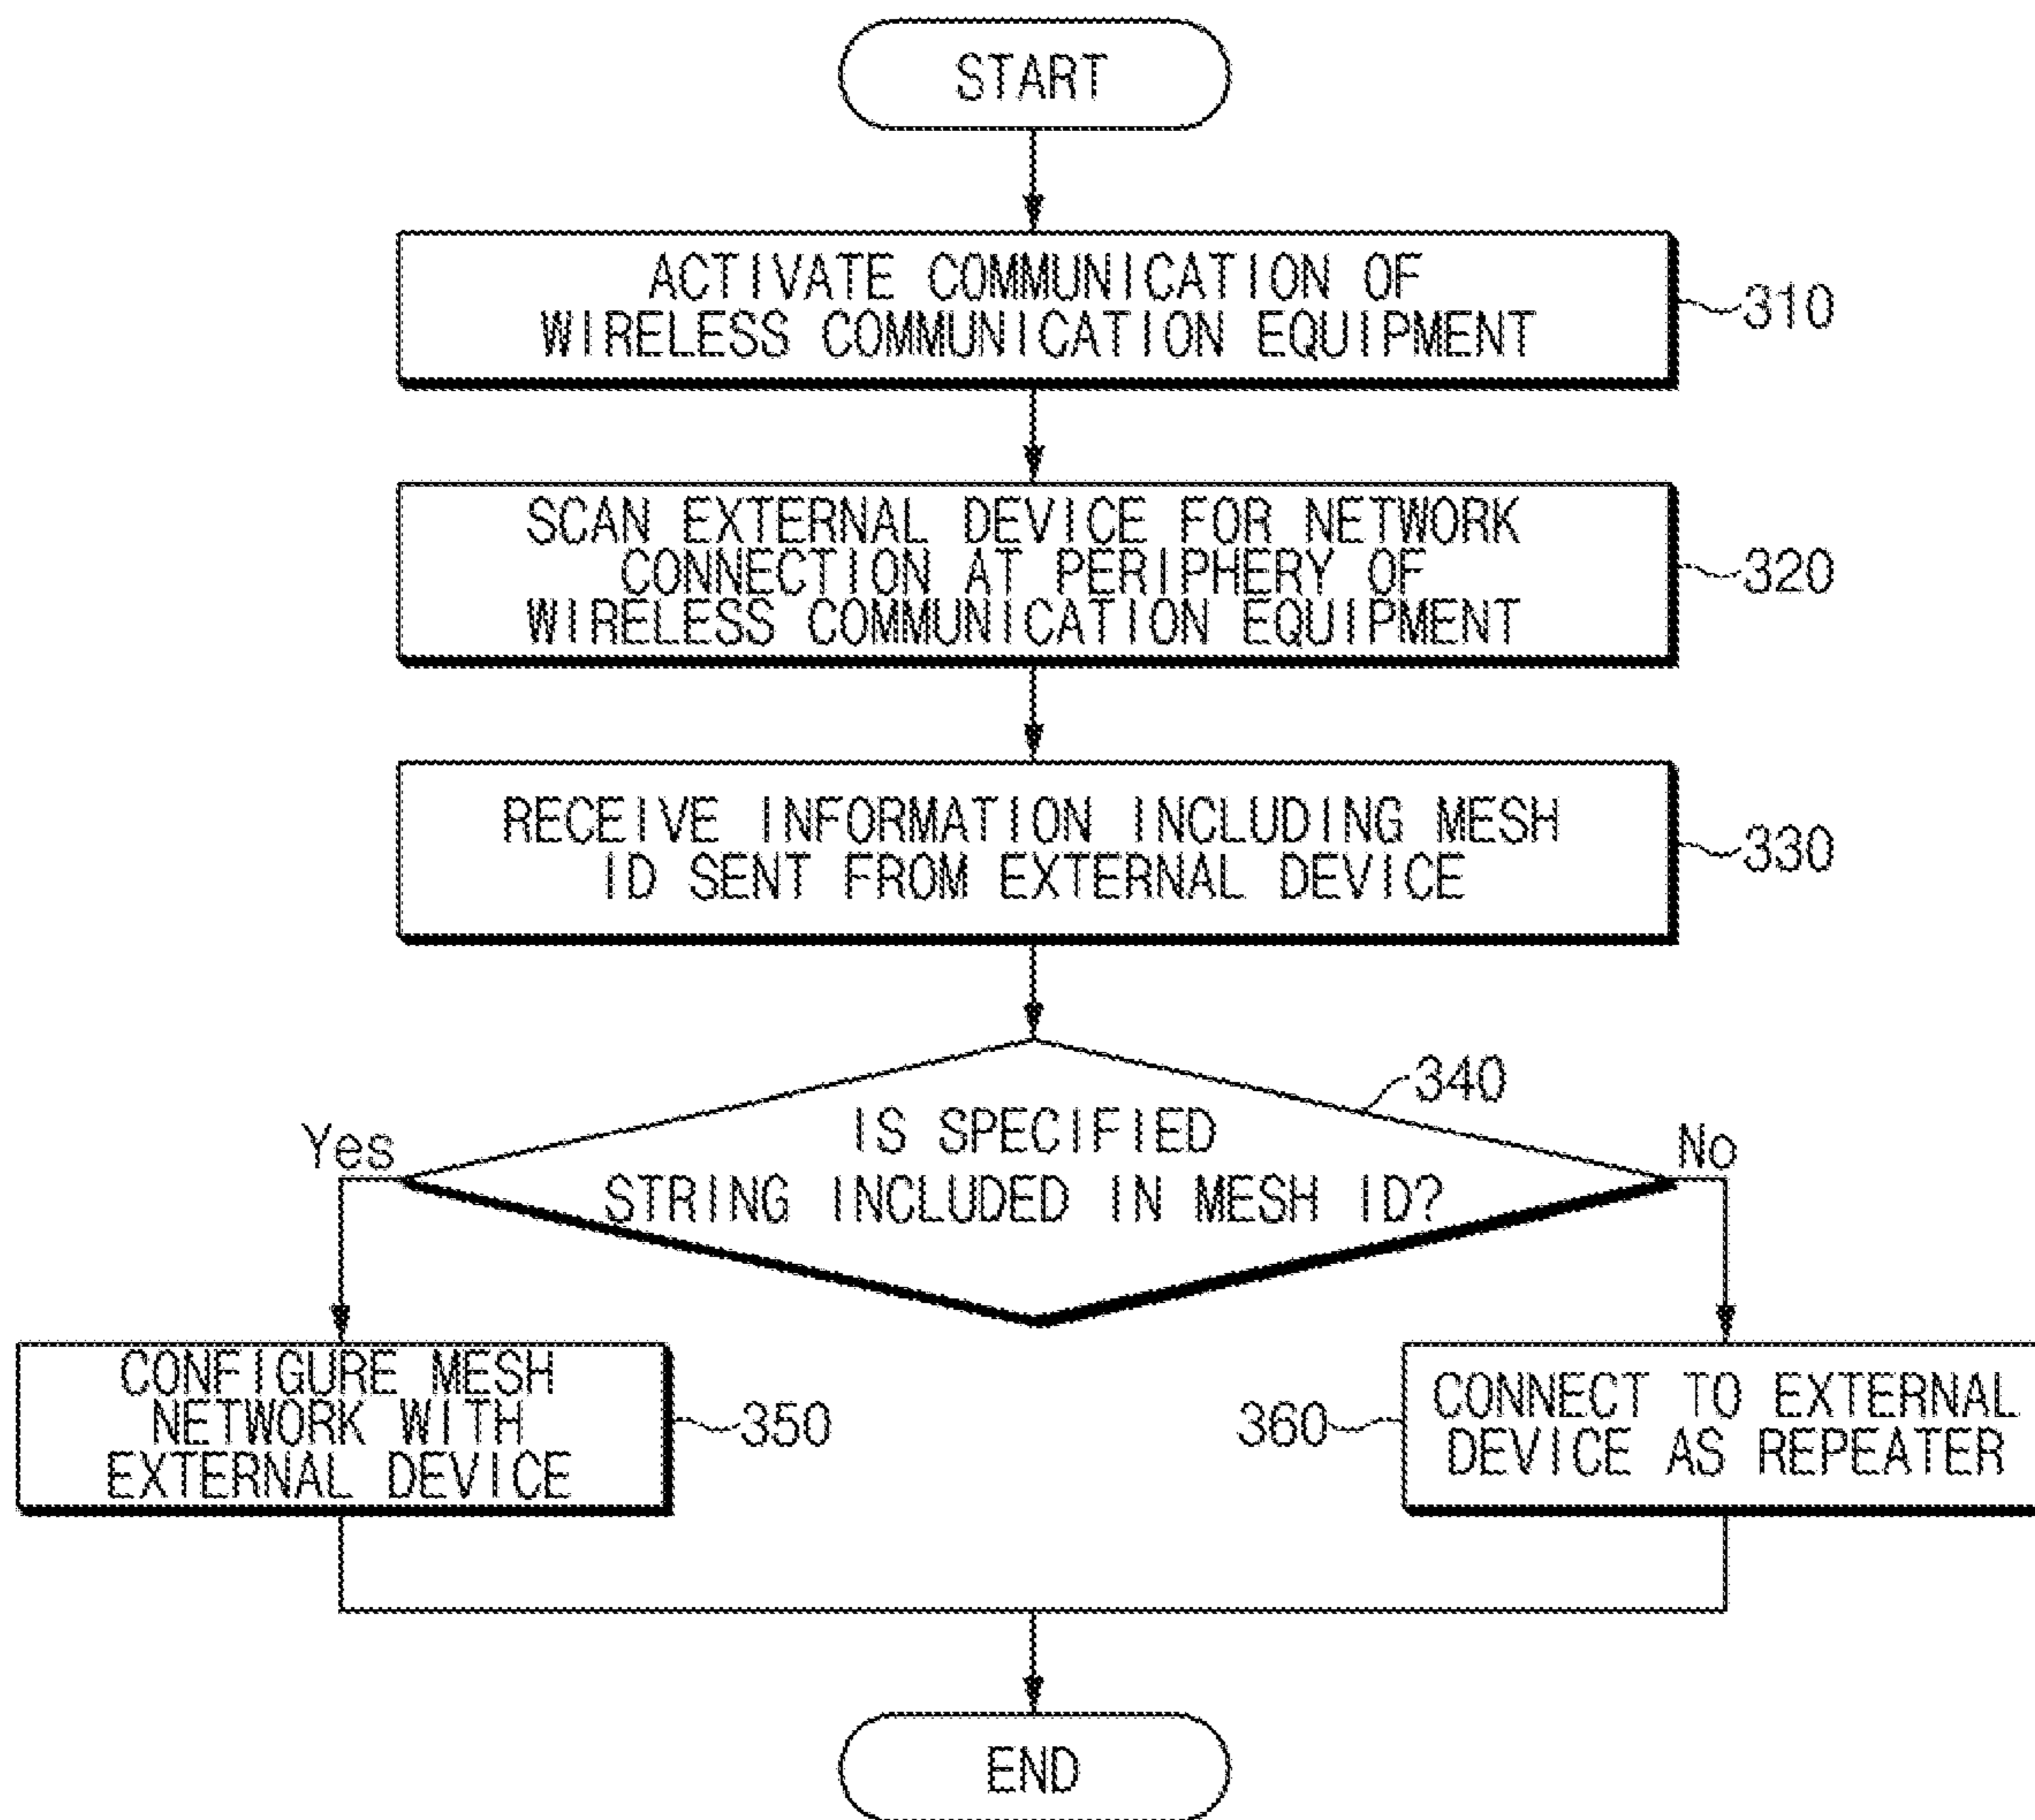 START
ACTIVATE COMMUNICATION OF
WIRELESS COMMUNICATION EQUIPMENT
310
SCAN EXTERNAL DEVICE FOR NETWORK
CONNECTION AT PERIPHERY OF
WIRELESS COMMUNICATION EQUIPMENT
320
RECEIVE INFORMATION INCLUDING MESH
ID SENT FROM EXTERNAL DEVICE
330
340
IS SPECIFIED
STRING INCLUDED IN MESH ID?
Yes
No
CONFIGURE MESH
NETWORK WITH
EXTERNAL DEVICE
350
360
CONNECT TO EXTERNAL
DEVICE AS REPEATER
END